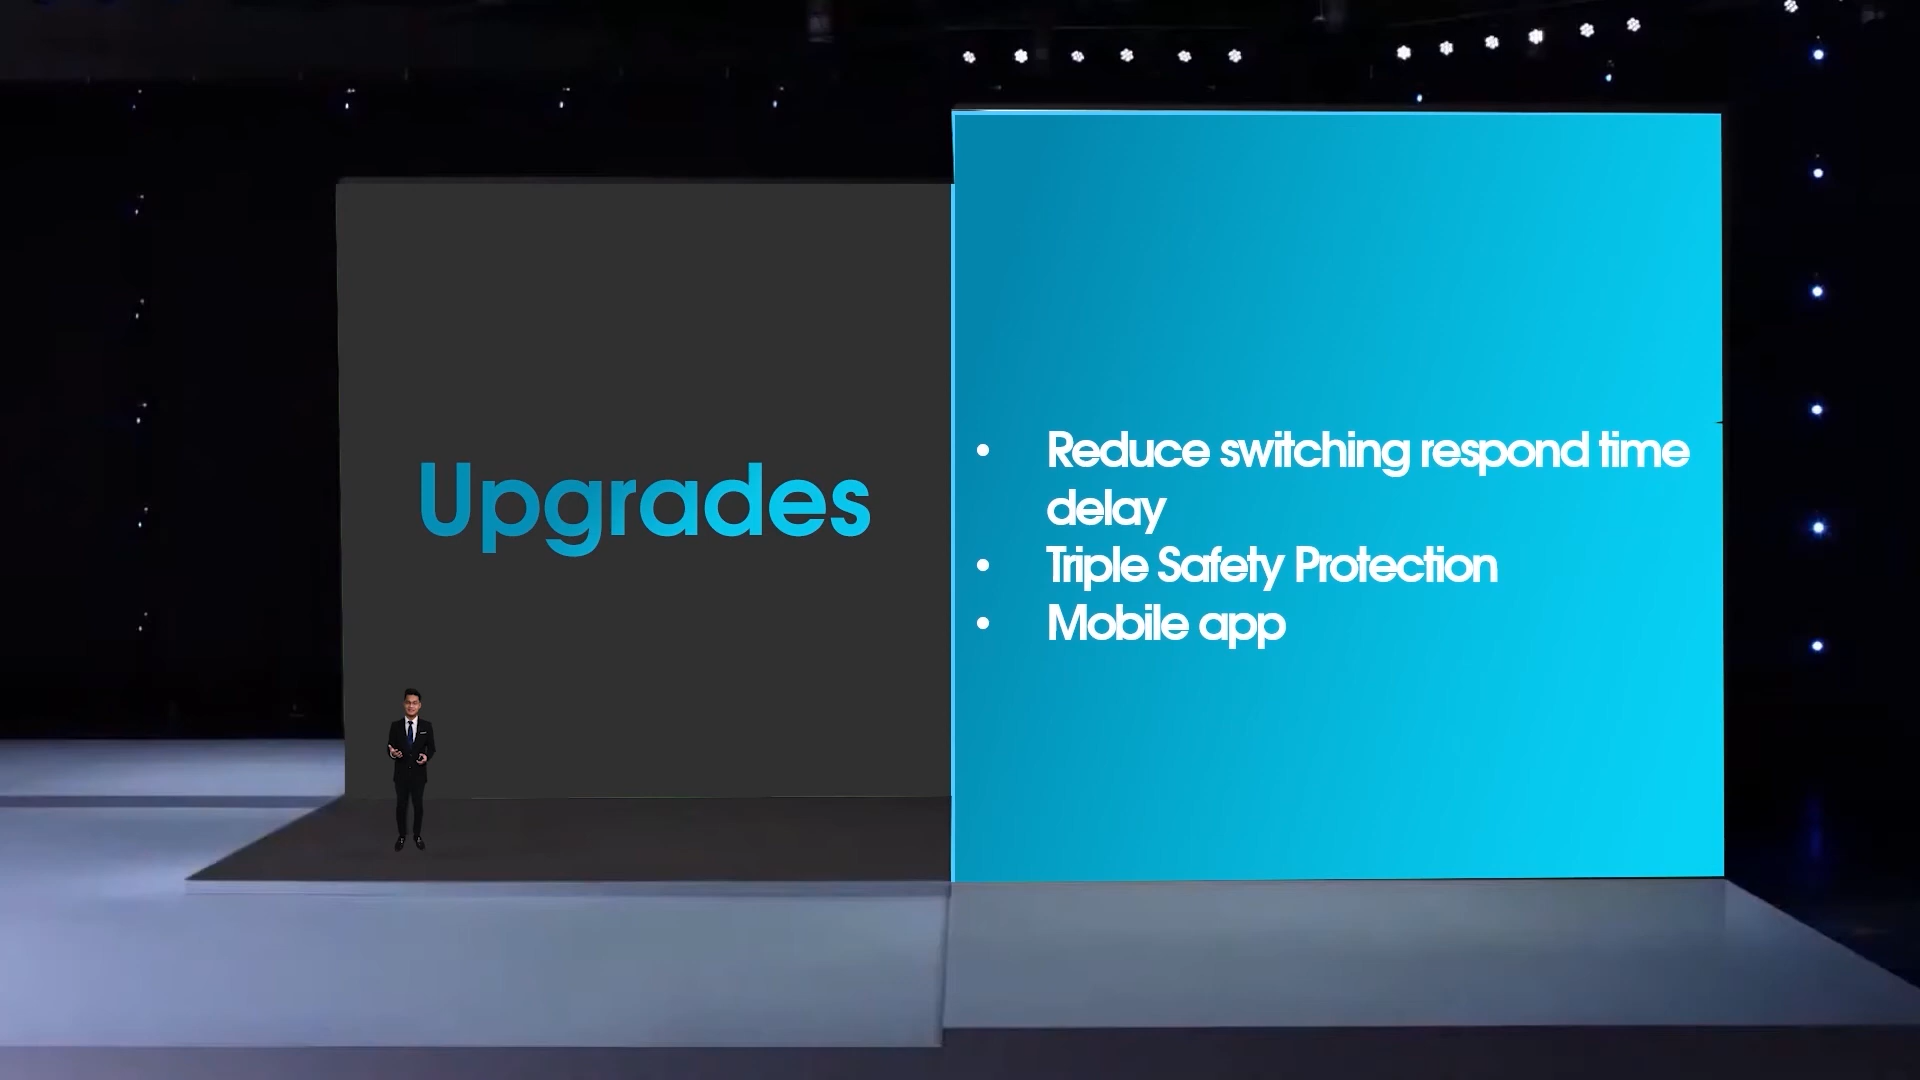 Upgrades
• Reduce switching respond time
delay
• Triple Safety Protection
• Mobile app